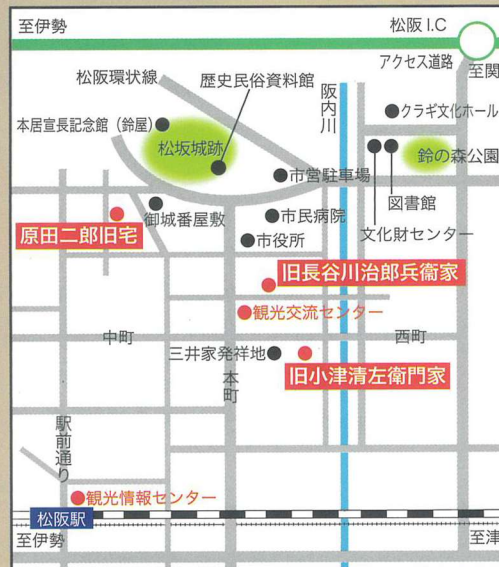 至伊勢
松阪I.C
アクセス道路
至関
松阪環状線
歴史民俗資料館
阪内川
クラギ文化ホール
本居宣長記念館（鈴屋）
松坂城跡
鈴の森公園
市営駐車場
図書館
御城番屋敷
市民病院
文化財センター
原田二郎旧宅
市役所
旧長谷川治郎兵衛家
観光交流センター
中町
西町
三井家発祥地
本町
旧小津清左衛門家
駅前通り
観光情報センター
松阪駅
至伊勢
至津